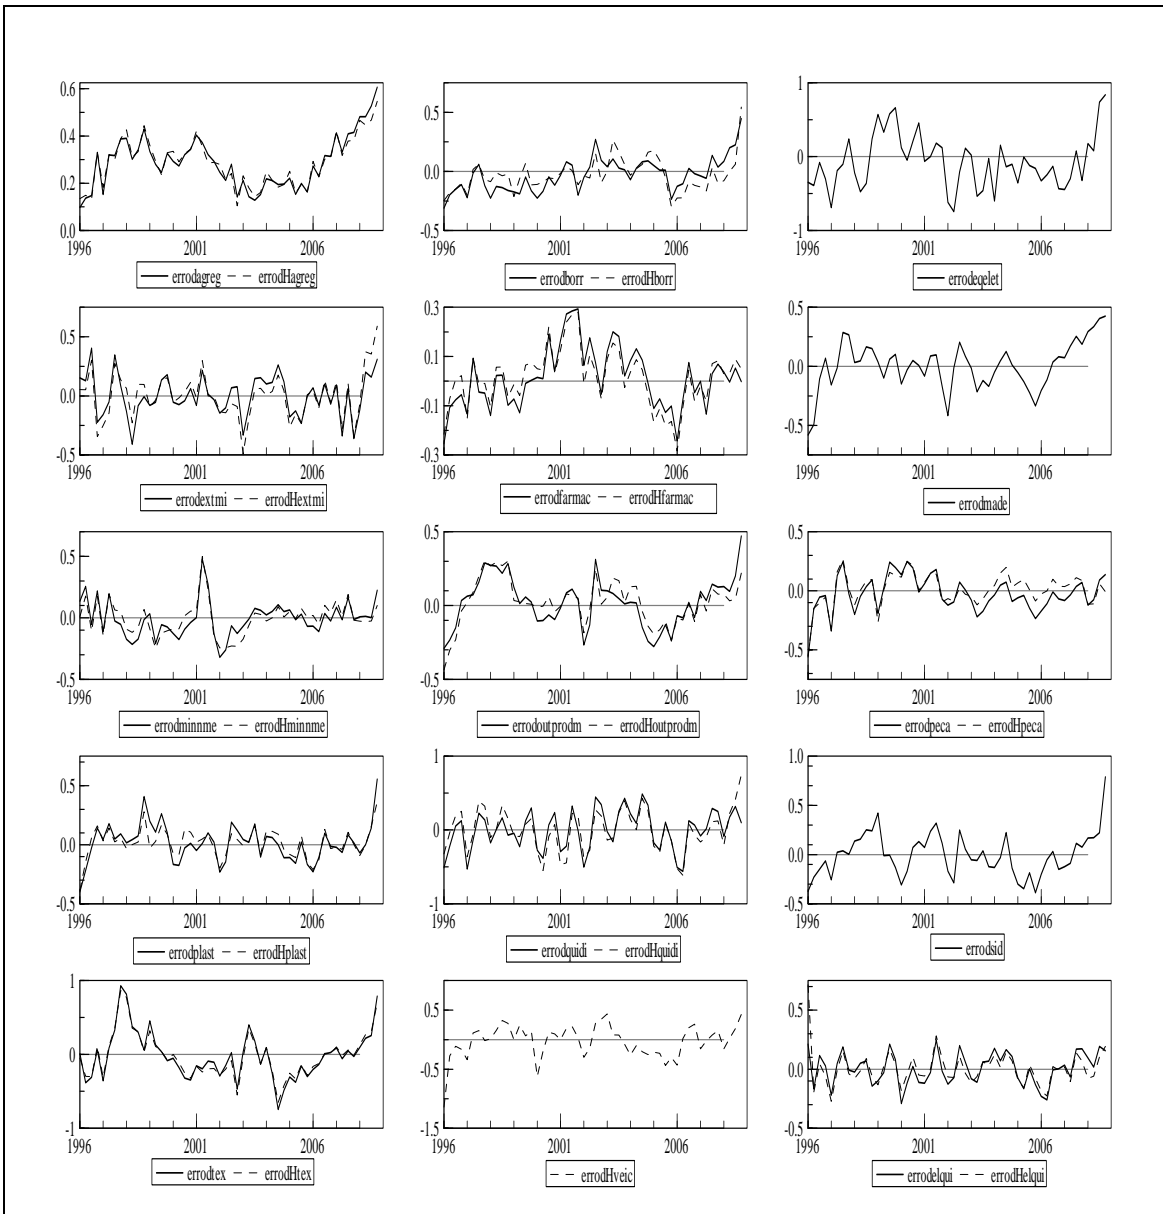 0.6
0.4
0.2
0.0
1996 2001 2006
errodagreg errodHagreg
0.5
0.0
-0.5
1996 2001 2006
errodborr errodHborr
1
0
-1
1996 2001 2006
errodeqelet
0.5
0.0
-0.5
1996 2001 2006
errodextmi errodHextmi
0.3
0.1
-0.1
-0.3
1996 2001 2006
errodfarmac errodHfarmac
0.5
0.0
-0.5
1996 2001 2006
errodmade
0.5
0.0
-0.5
1996 2001 2006
errodminnme errodHminnme
0.5
0.0
-0.5
1996 2001 2006
errodoutprodm errodHoutprodm
0.5
0.0
-0.5
1996 2001 2006
errodpeca errodHpeca
0.5
0.0
-0.5
1996 2001 2006
errodplast errodHplast
1
0
-1
1996 2001 2006
errodquidi errodHquidi
1.0
0.5
0.0
-0.5
1996 2001 2006
errodsid
1
0
-1
1996 2001 2006
errodtex errodHtex
0.5
-0.5
-1.5
1996 2001 2006
errodHveic
0.5
0.0
-0.5
1996 2001 2006
errodelqui errodHelqui